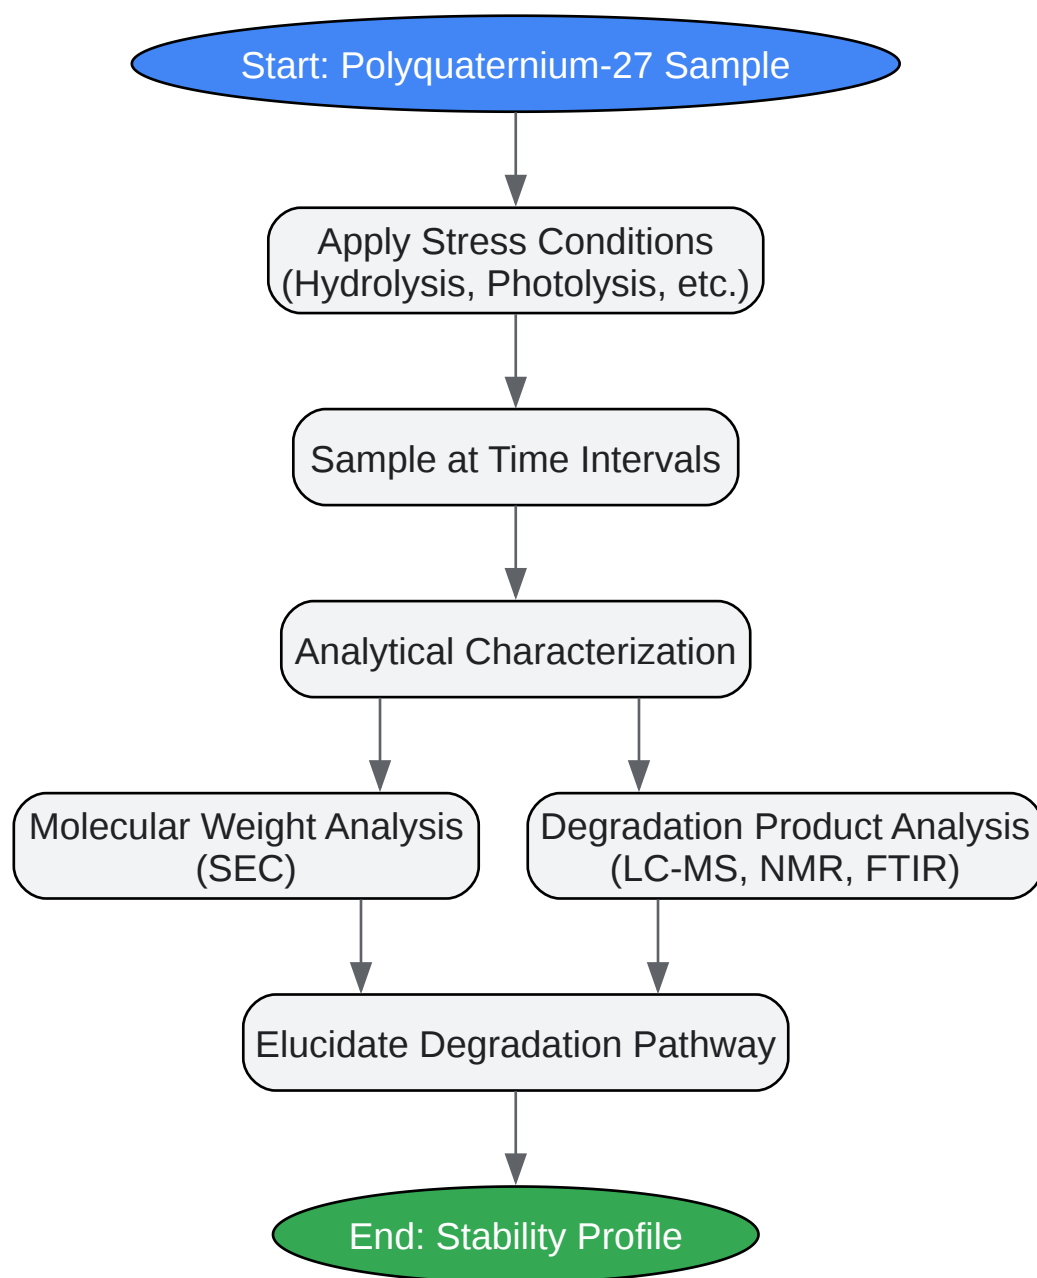 Start: Polyquaternium-27 Sample
Apply Stress Conditions
(Hydrolysis, Photolysis, etc.)
Sample at Time Intervals
Analytical Characterization
Molecular Weight Analysis
(SEC)
Degradation Product Analysis
(LC-MS, NMR, FTIR)
Elucidate Degradation Pathway
End: Stability Profile